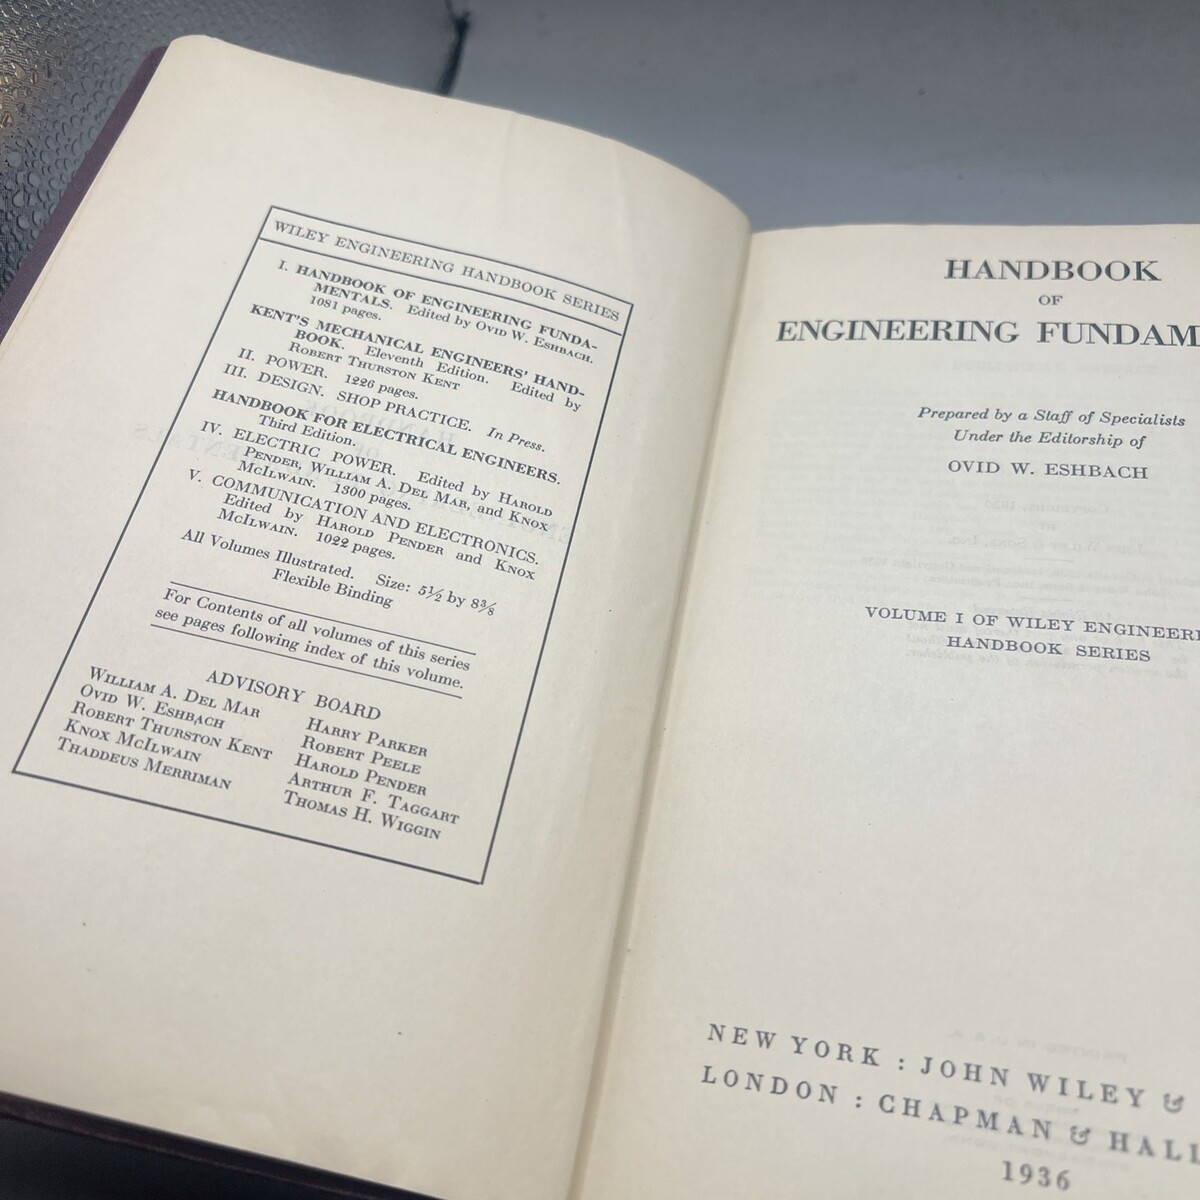 WILEY ENGINEERING HANDBOOK SERIES
I. HANDBOOK OF ENGINEERING FUNDA-
MENTALS. Edited by OVID W. ESHBACH.
1081 pages.
KENT'S MECHANICAL ENGINEERS' HAND-
BOOK. Eleventh Edition. Edited by
ROBERT THURSTON KENT
II. POWER. 1226 pages.
III. DESIGN. SHOP PRACTICE. In Press.
HANDBOOK FOR ELECTRICAL ENGINEERS.
Third Edition.
IV. ELECTRIC POWER. Edited by HAROLD
PENDER, WILLIAM A. DEL MAR, and KNOX
MCILWAIN. 1300 pages.
V. COMMUNICATION AND ELECTRONICS.
Edited by HAROLD PENDER and KNOX
MCILWAIN. 1022 pages.
All Volumes Illustrated. Size: 5½ by 8⅜
Flexible Binding
For Contents of all volumes of this series
see pages following index of this volume.
ADVISORY BOARD
WILLIAM A. DEL MAR
OVID W. ESHBACH
ROBERT THURSTON KENT
KNOX MCILWAIN
THADDEUS MERRIMAN
HARRY PARKER
ROBERT PEELE
HAROLD PENDER
ARTHUR F. TAGGART
THOMAS H. WIGGIN
HANDBOOK
OF
ENGINEERING FUNDAM
Prepared by a Staff of Specialists
Under the Editorship of
OVID W. ESHBACH
VOLUME I OF WILEY ENGINEERI
HANDBOOK SERIES
NEW YORK : JOHN WILEY &
LONDON : CHAPMAN & HALL
1936